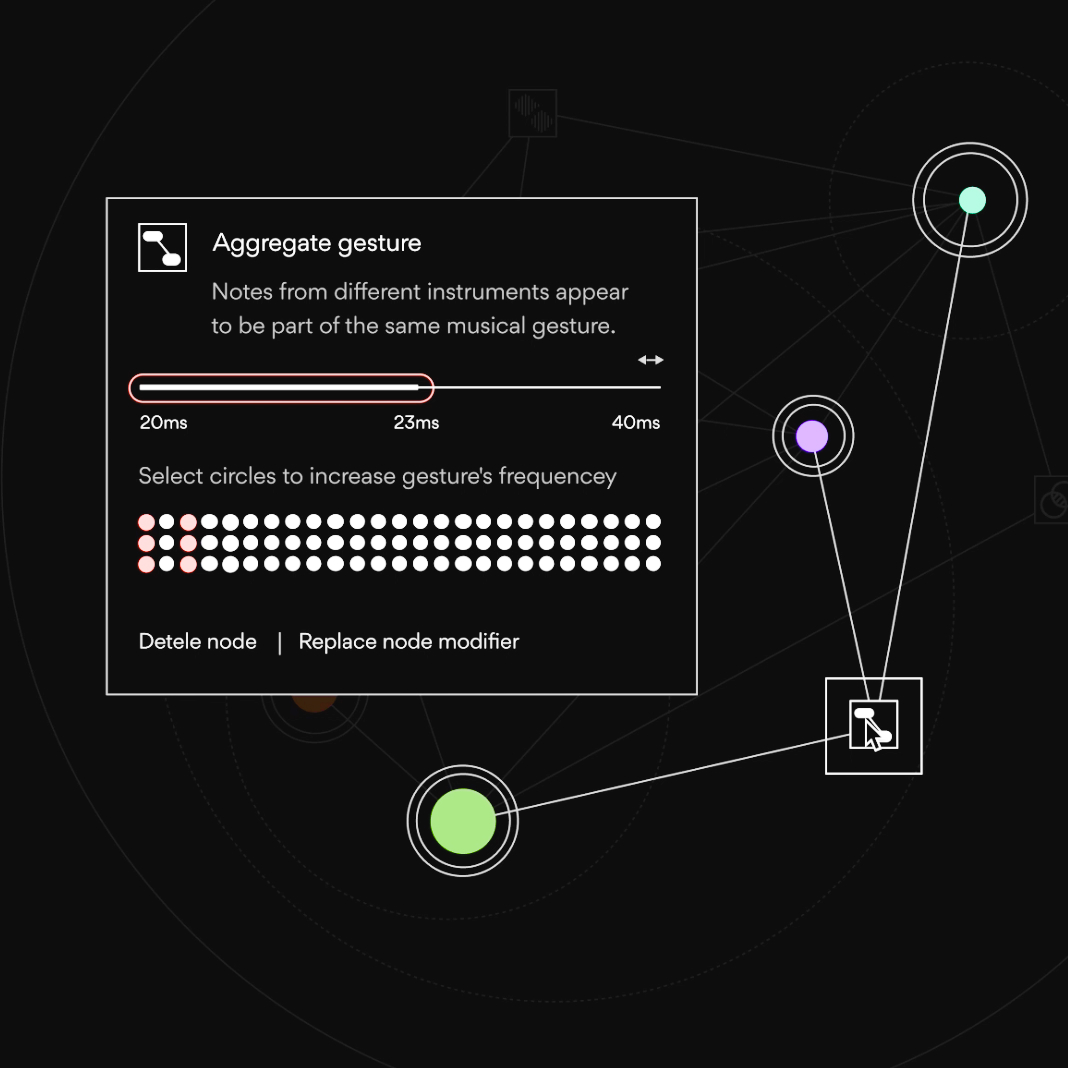 Aggregate gesture
Notes from different instruments appear
to be part of the same musical gesture.
20ms 23ms 40ms
Select circles to increase gesture's frequencey
Detele node | Replace node modifier